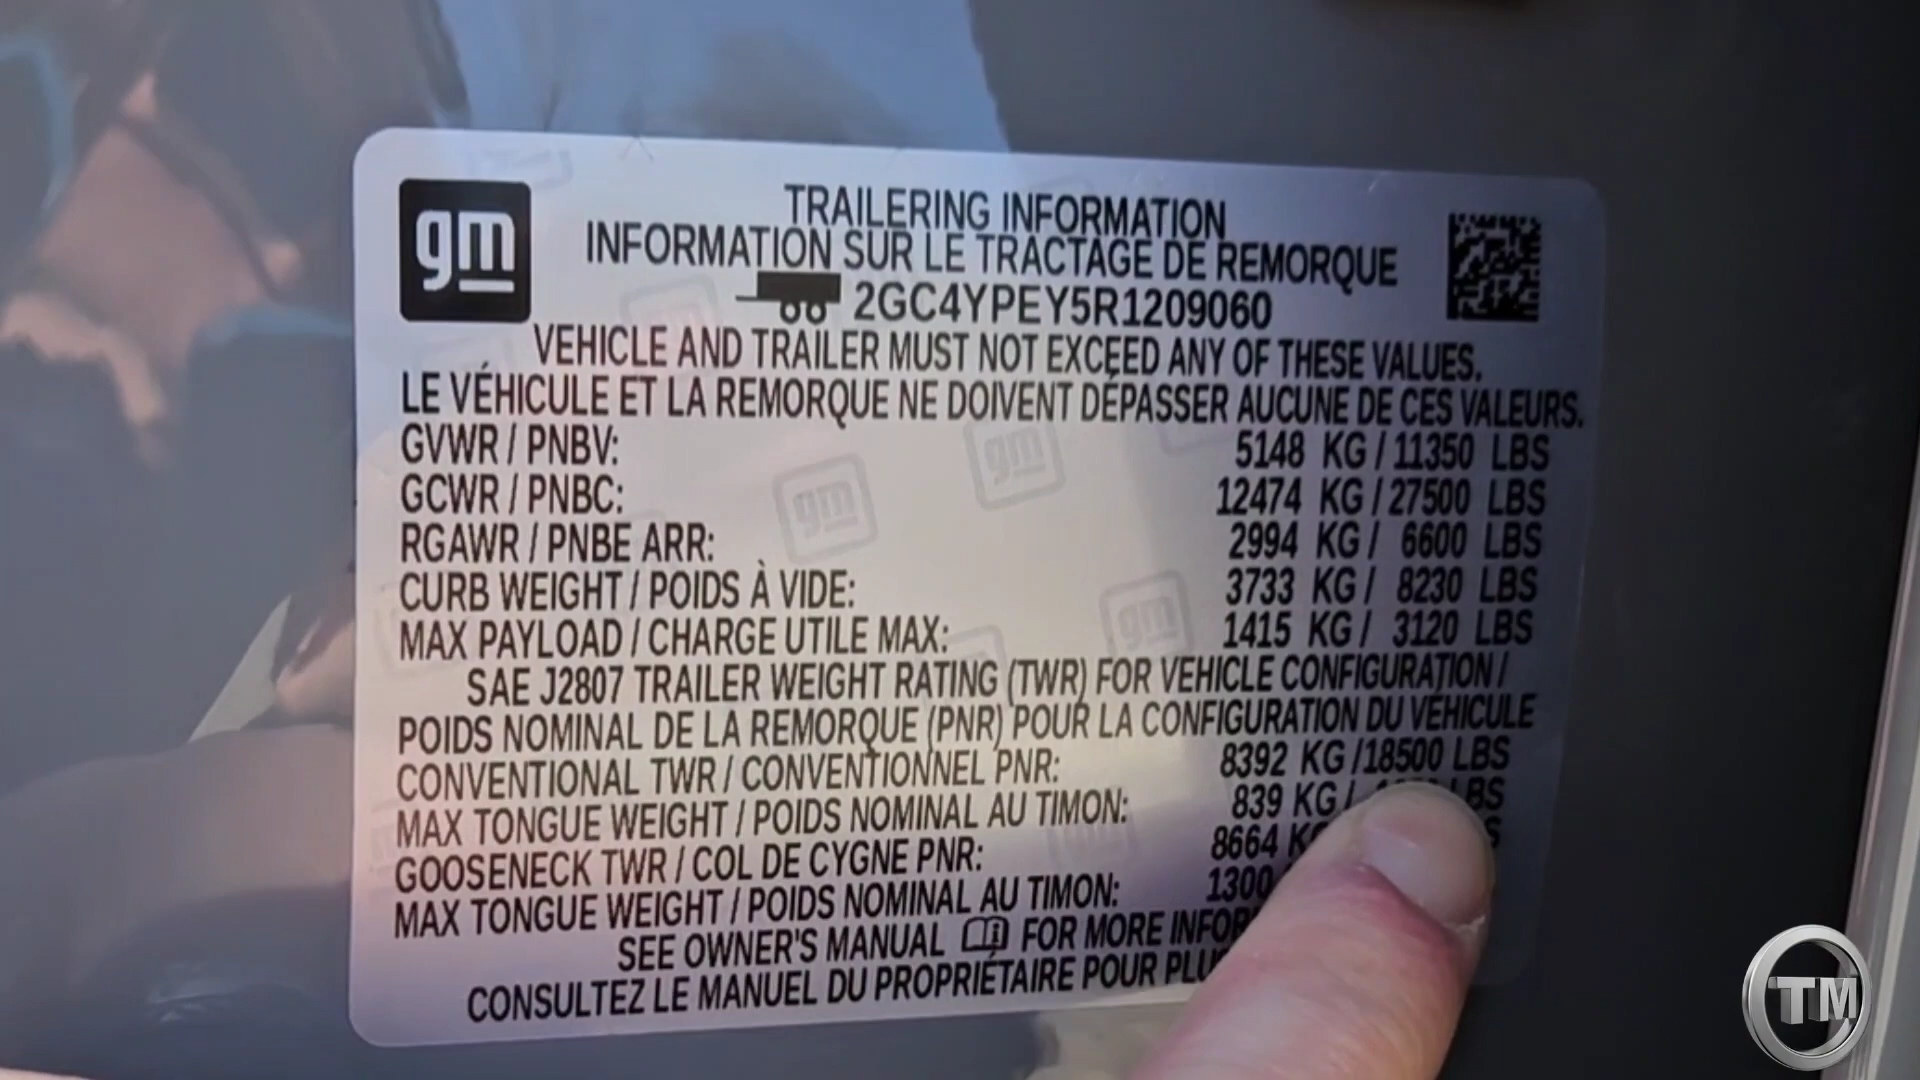 gm
TRAILERING INFORMATION
INFORMATION SUR LE TRACTAGE DE REMORQUE
2GC4YPEY5R1209060
VEHICLE AND TRAILER MUST NOT EXCEED ANY OF THESE VALUES.
LE VÉHICULE ET LA REMORQUE NE DOIVENT DÉPASSER AUCUNE DE CES VALEURS.
GVWR / PNBV: 5148 KG / 11350 LBS
GCWR / PNBC: 12474 KG / 27500 LBS
RGAWR / PNBE ARR: 2994 KG / 6600 LBS
CURB WEIGHT / POIDS À VIDE: 3733 KG / 8230 LBS
MAX PAYLOAD / CHARGE UTILE MAX: 1415 KG / 3120 LBS
SAE J2807 TRAILER WEIGHT RATING (TWR) FOR VEHICLE CONFIGURATION /
POIDS NOMINAL DE LA REMORQUE (PNR) POUR LA CONFIGURATION DU VÉHICULE
CONVENTIONAL TWR / CONVENTIONNEL PNR: 8392 KG /18500 LBS
MAX TONGUE WEIGHT / POIDS NOMINAL AU TIMON: 839 KG / LBS
GOOSENECK TWR / COL DE CYGNE PNR: 8664
MAX TONGUE WEIGHT / POIDS NOMINAL AU TIMON: 1300
SEE OWNER'S MANUAL FOR MORE
CONSULTEZ LE MANUEL DU PROPRIÉTAIRE POUR
TM